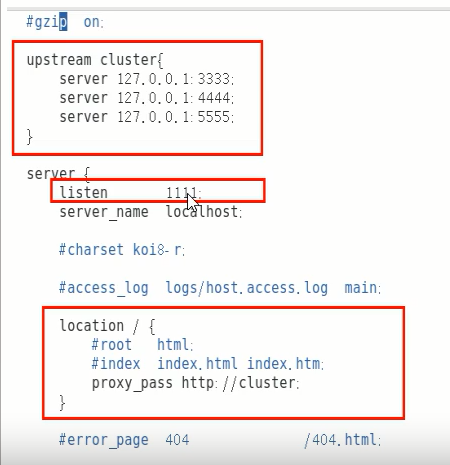 #gzip  on;
upstream cluster{
    server 127.0.0.1:3333;
    server 127.0.0.1:4444;
    server 127.0.0.1:5555;
}
server {
    listen       1111;
    server_name  localhost;
    #charset koi8-r;
    #access_log  logs/host.access.log  main;
    location / {
        #root   html;
        #index  index.html index.htm;
        proxy_pass http://cluster;
    }
    #error_page  404              /404.html;